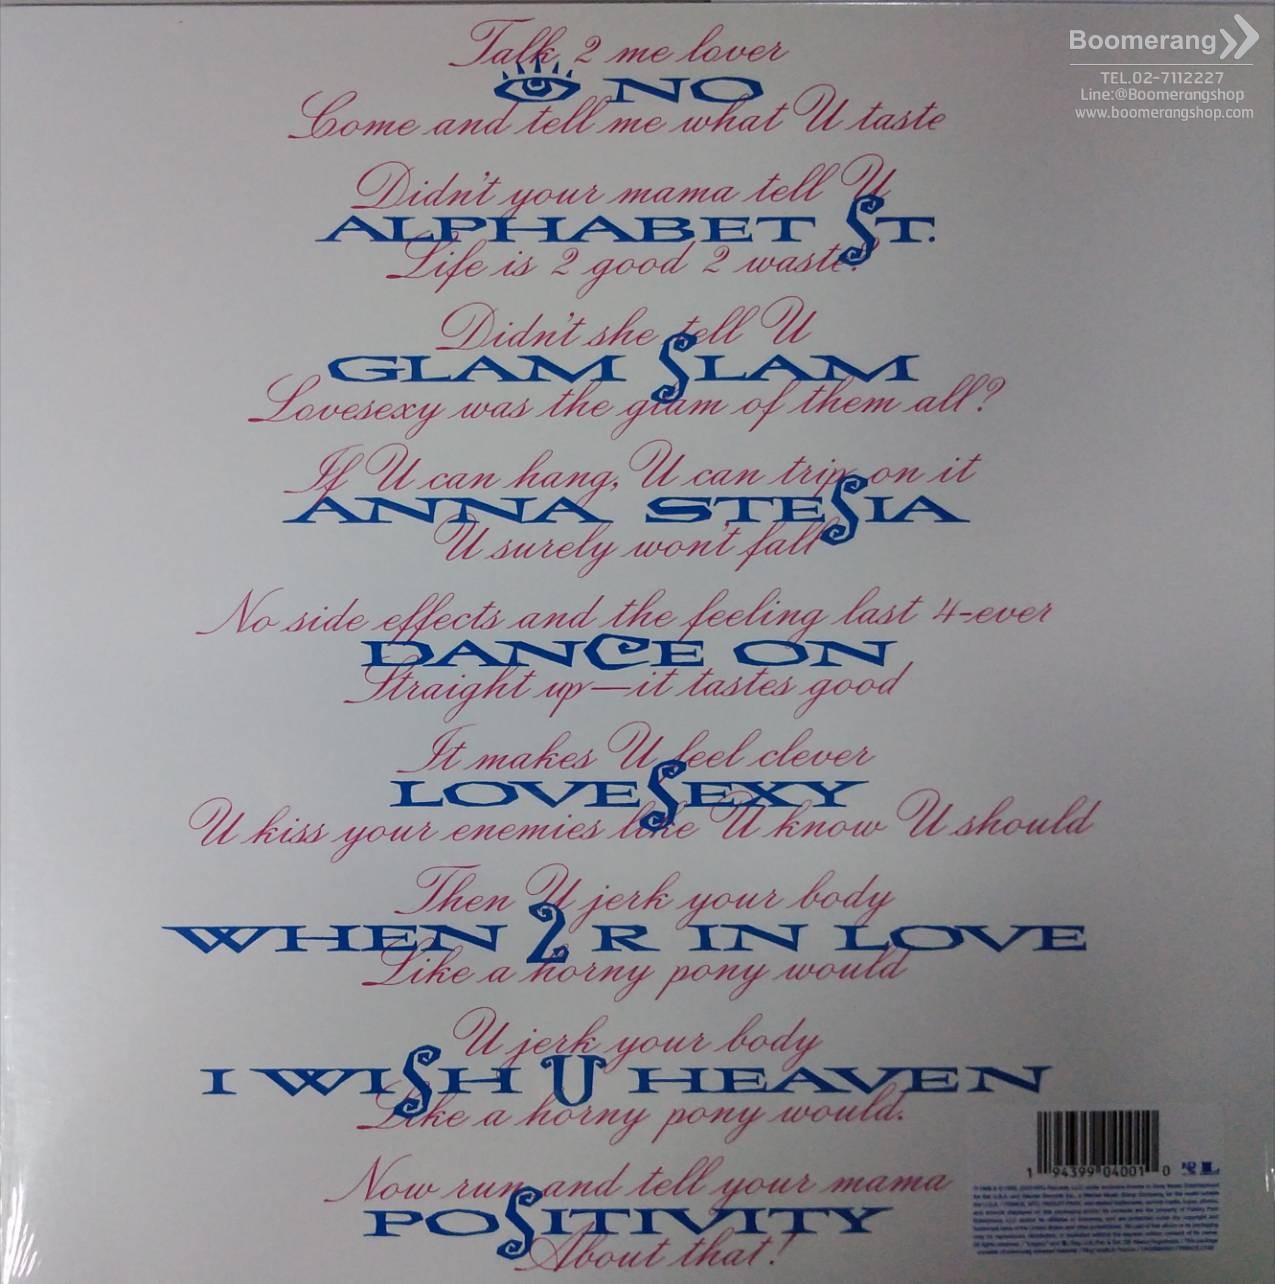 Talk 2 me lover
NO
Come and tell me what U taste
Didn't your mama tell U
ALPHABET ST.
Life is 2 good 2 waste?
Didn't she tell U
GLAM SLAM
Lovesexy was the glam of them all?
If U can hang, U can trip on it
ANNA STESIA
U surely won't fall
No side effects and the feeling last 4-ever
DANCE ON
Straight up—it tastes good
It makes U feel clever
LOVESEXY
U kiss your enemies like U know U should
Then U jerk your body
WHEN 2 R IN LOVE
Like a horny pony would
U jerk your body
I WISH U HEAVEN
Like a horny pony would.
Now run and tell your mama
POSITIVITY
About that!
Boomerang
TEL.02-7112227
Line:@Boomerangshop
www.boomerangshop.com
1 94399 04001 0